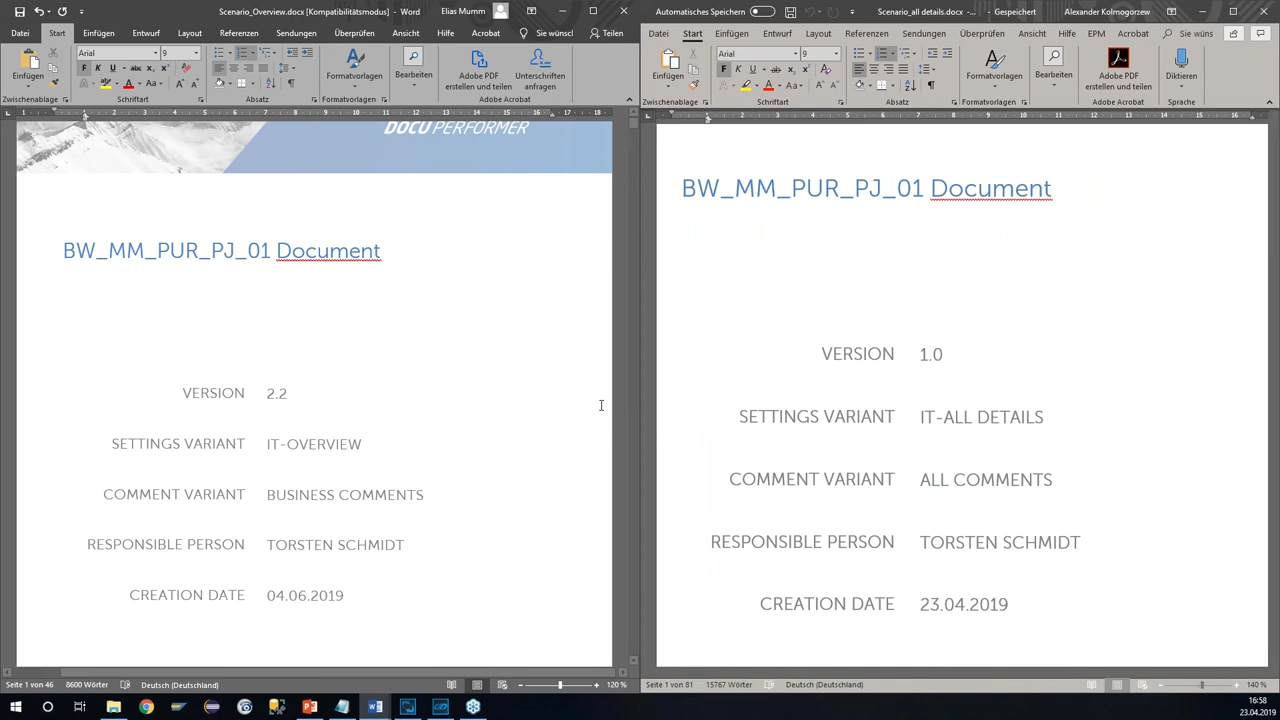 Scenario_Overview.docx [Kompatibilitätsmodus] - Word
Elias Mumm
Datei Start Einfügen Entwurf Layout Referenzen Sendungen Überprüfen Ansicht Hilfe Acrobat Sie wünscl Teilen
Arial 9
Einfügen Formatvorlagen Bearbeiten Adobe PDF erstellen und teilen Unterschriften anfragen
Zwischenablage Schriftart Absatz Formatvorlagen Adobe Acrobat
DOCU PERFORMER
BW_MM_PUR_PJ_01 Document
VERSION 2.2
SETTINGS VARIANT IT-OVERVIEW
COMMENT VARIANT BUSINESS COMMENTS
RESPONSIBLE PERSON TORSTEN SCHMIDT
CREATION DATE 04.06.2019
Seite 1 von 46 8600 Wörter Deutsch (Deutschland) 120 %
Automatisches Speichern Scenario_all details.docx -... Gespeichert Alexander Kolmogorzew
Datei Start Einfügen Entwurf Layout Referenzen Sendungen Überprüfen Ansicht Hilfe EPM Acrobat Sie wüns
Arial 9
Einfügen Formatvorlagen Bearbeiten Adobe PDF erstellen und teilen Diktieren
Zwischenablage Schriftart Absatz Formatvorlagen Adobe Acrobat Sprache
BW_MM_PUR_PJ_01 Document
VERSION 1.0
SETTINGS VARIANT IT-ALL DETAILS
COMMENT VARIANT ALL COMMENTS
RESPONSIBLE PERSON TORSTEN SCHMIDT
CREATION DATE 23.04.2019
Seite 1 von 81 15767 Wörter Deutsch (Deutschland) 140 %
16:58
23.04.2019